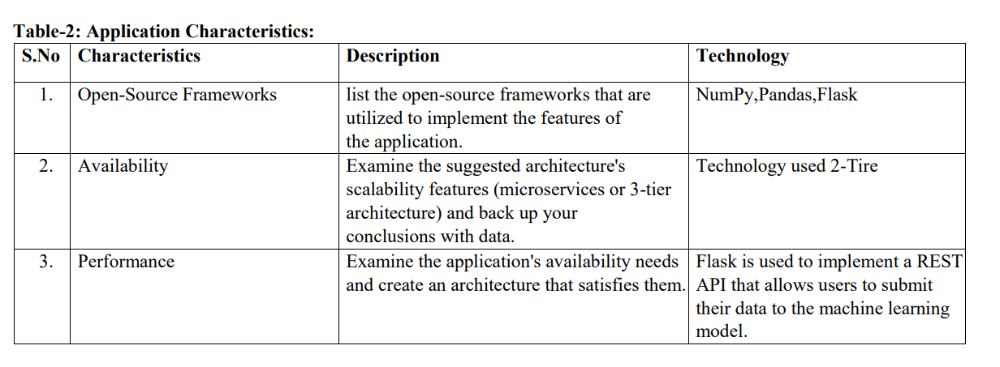 Table-2: Application Characteristics:
S.No Characteristics Description Technology
1. Open-Source Frameworks list the open-source frameworks that are NumPy,Pandas,Flask
utilized to implement the features of
the application.
2. Availability Examine the suggested architecture's Technology used 2-Tire
scalability features (microservices or 3-tier
architecture) and back up your
conclusions with data.
3. Performance Examine the application's availability needs Flask is used to implement a REST
and create an architecture that satisfies them. API that allows users to submit
their data to the machine learning
model.